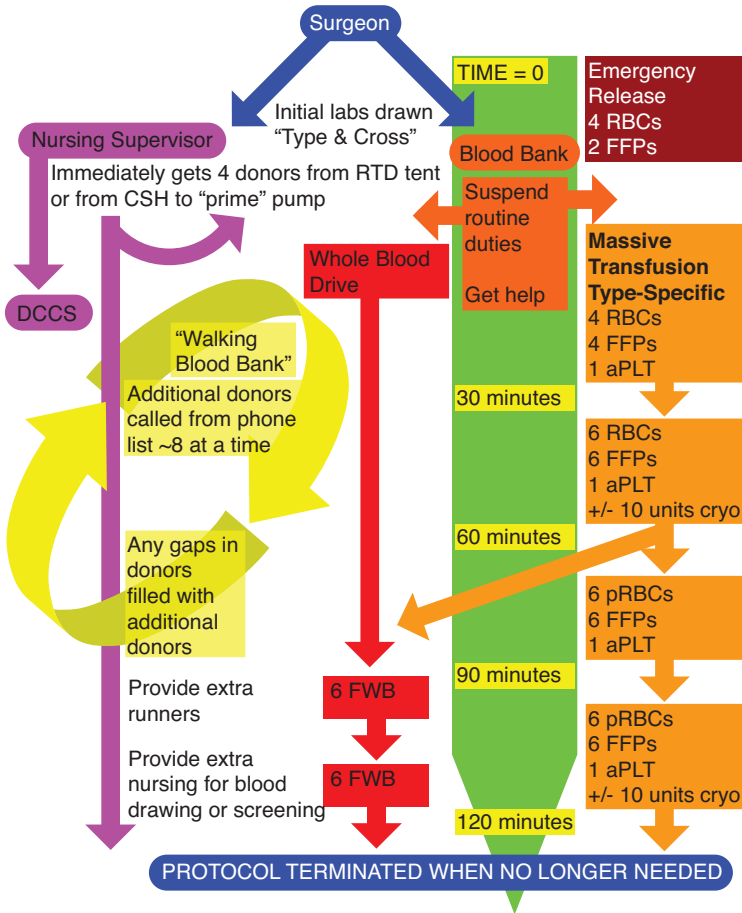 Surgeon
TIME = 0
Emergency
Release
4 RBCs
2 FFPs
Initial labs drawn
“Type & Cross”
Nursing Supervisor
Blood Bank
Immediately gets 4 donors from RTD tent
or from CSH to “prime” pump
Suspend
routine
duties
Get help
Whole Blood
Drive
Massive
Transfusion
Type-Specific
4 RBCs
4 FFPs
1 aPLT
DCCS
“Walking
Blood Bank”
Additional donors
called from phone
list ~8 at a time
30 minutes
6 RBCs
6 FFPs
1 aPLT
+/- 10 units cryo
60 minutes
Any gaps in
donors
filled with
additional
donors
6 pRBCs
6 FFPs
1 aPLT
90 minutes
Provide extra
runners
6 FWB
6 pRBCs
6 FFPs
1 aPLT
+/- 10 units cryo
Provide extra
nursing for blood
drawing or screening
6 FWB
120 minutes
PROTOCOL TERMINATED WHEN NO LONGER NEEDED